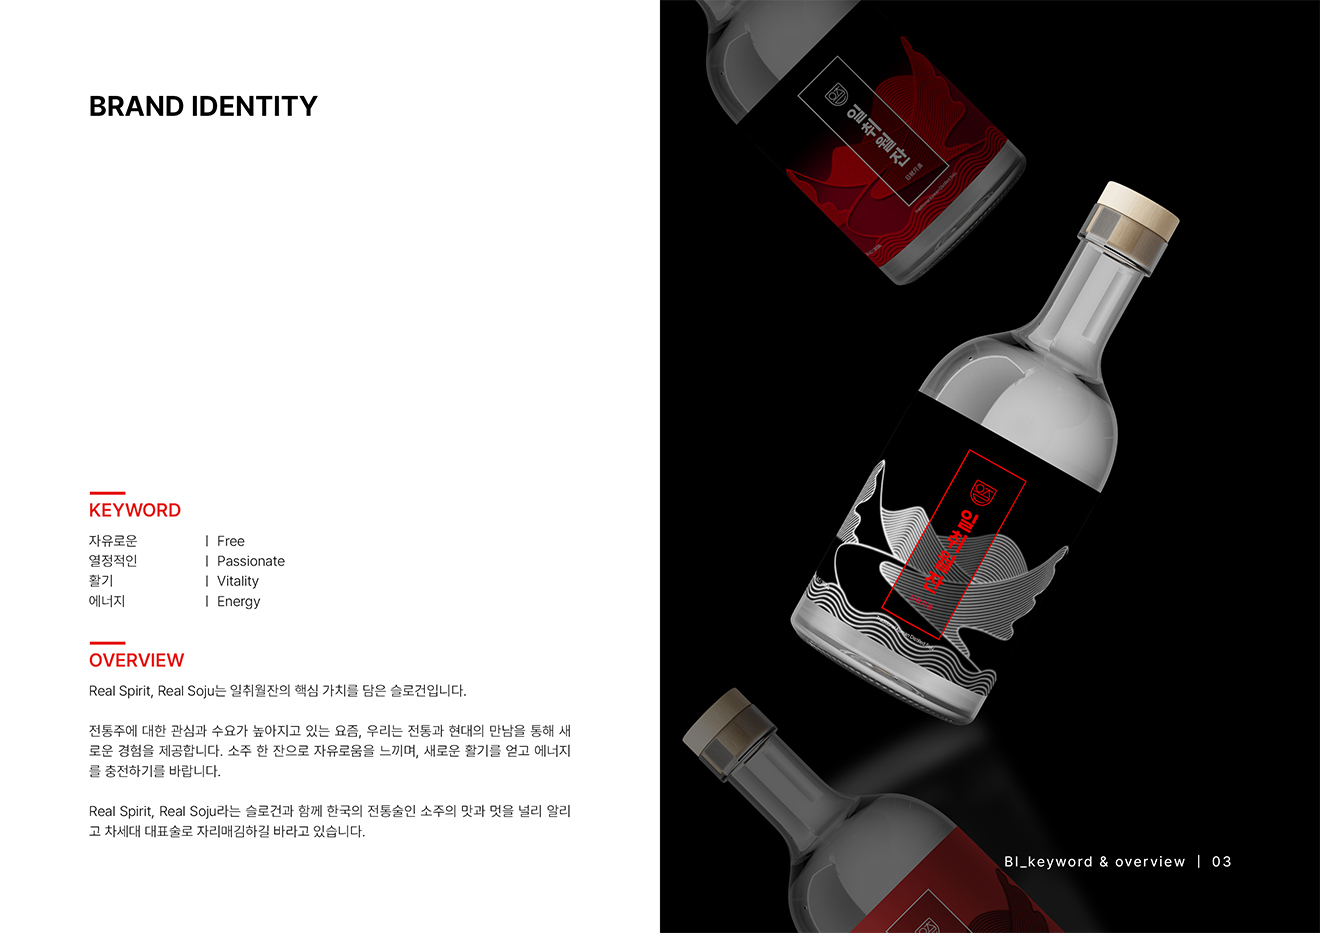 BRAND IDENTITY
KEYWORD
자유로운 | Free
열정적인 | Passionate
활기 | Vitality
에너지 | Energy
OVERVIEW
Real Spirit, Real Soju는 일취월잔의 핵심 가치를 담은 슬로건입니다.
전통주에 대한 관심과 수요가 높아지고 있는 요즘, 우리는 전통과 현대의 만남을 통해 새
로운 경험을 제공합니다. 소주 한 잔으로 자유로움을 느끼며, 새로운 활기를 얻고 에너지
를 충전하기를 바랍니다.
Real Spirit, Real Soju라는 슬로건과 함께 한국의 전통술인 소주의 맛과 멋을 널리 알리
고 차세대 대표술로 자리매김하길 바라고 있습니다.
일취월잔
일취월잔
BI_keyword & overview | 03